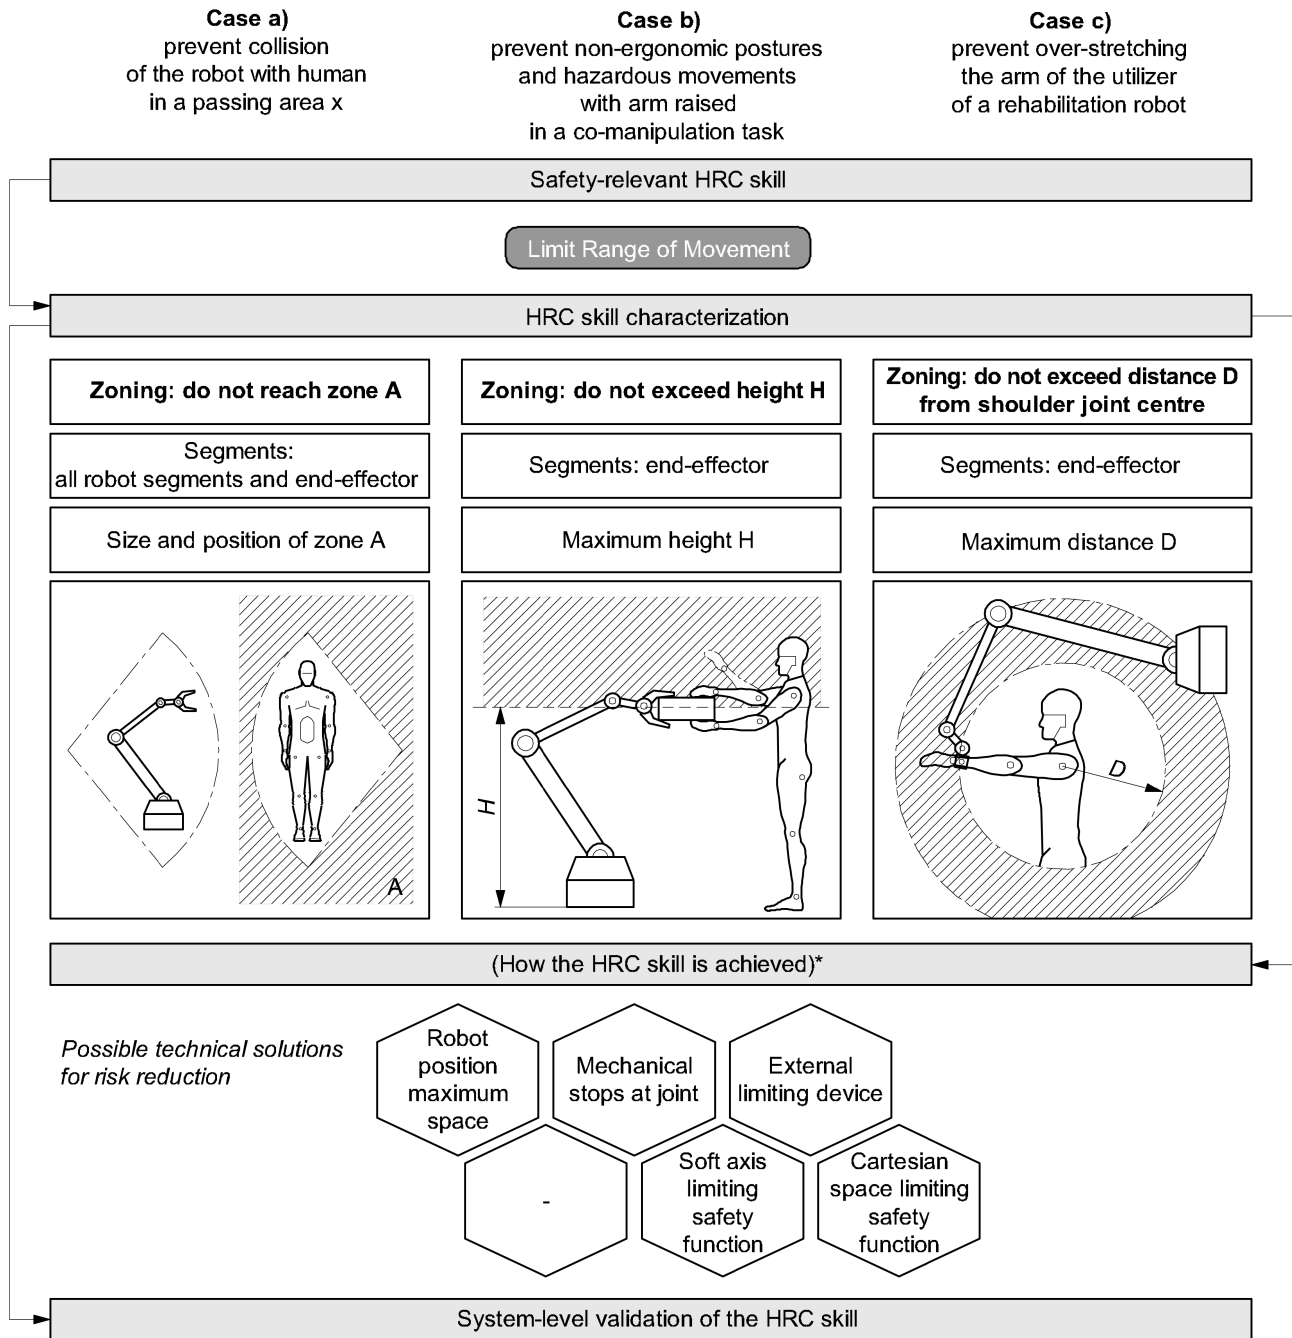 Case a)
prevent collision
of the robot with human
in a passing area x
Case b)
prevent non-ergonomic postures
and hazardous movements
with arm raised
in a co-manipulation task
Case c)
prevent over-stretching
the arm of the utilizer
of a rehabilitation robot
Safety-relevant HRC skill
Limit Range of Movement
HRC skill characterization
Zoning: do not reach zone A
Segments:
all robot segments and end-effector
Size and position of zone A
A
Zoning: do not exceed height H
Segments: end-effector
Maximum height H
H
Zoning: do not exceed distance D
from shoulder joint centre
Segments: end-effector
Maximum distance D
D
(How the HRC skill is achieved)*
Possible technical solutions
for risk reduction
Robot
position
maximum
space
Mechanical
stops at joint
External
limiting device
-
Soft axis
limiting
safety
function
Cartesian
space limiting
safety
function
System-level validation of the HRC skill